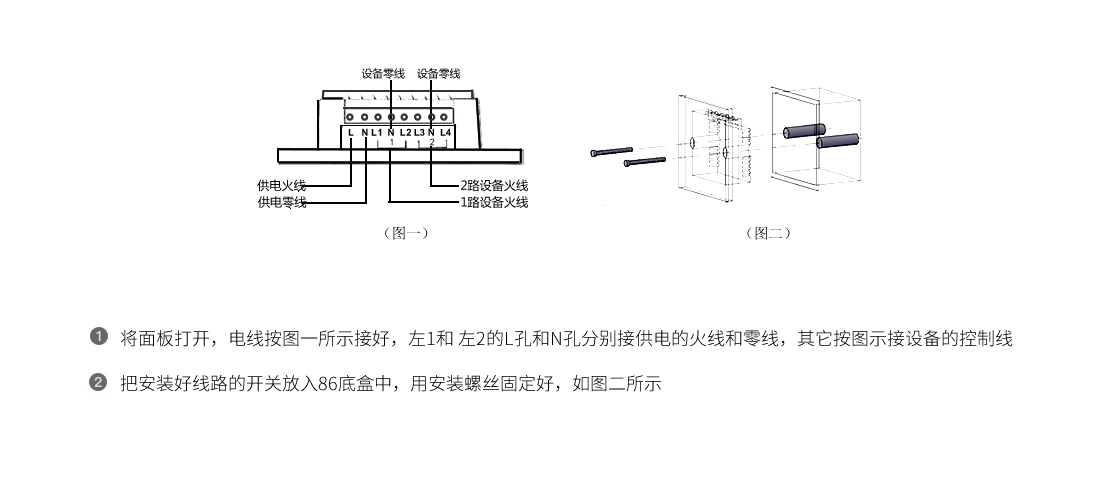 设备零线 设备零线
L N L1 N L2 L3 N L4
1 2
供电火线 2路设备火线
供电零线 1路设备火线
（图一） （图二）
1 将面板打开，电线按图一所示接好，左1和 左2的L孔和N孔分别接供电的火线和零线，其它按图示接设备的控制线
2 把安装好线路的开关放入86底盒中，用安装螺丝固定好，如图二所示